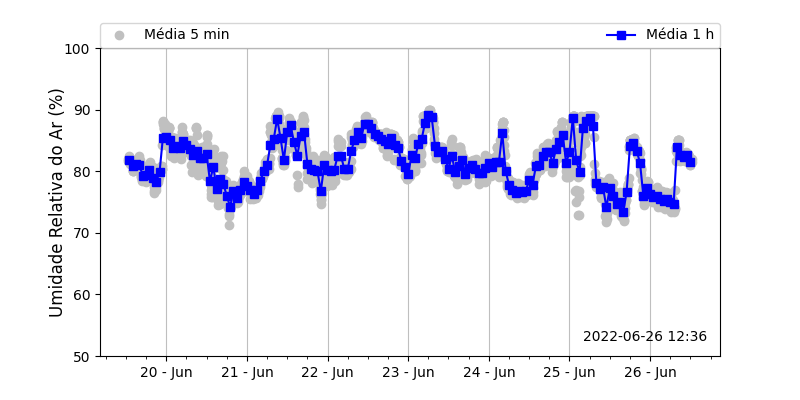 Média 5 min
Média 1 h
100
90
80
70
60
50
Umidade Relativa do Ar (%)
2022-06-26 12:36
20 - Jun
21 - Jun
22 - Jun
23 - Jun
24 - Jun
25 - Jun
26 - Jun